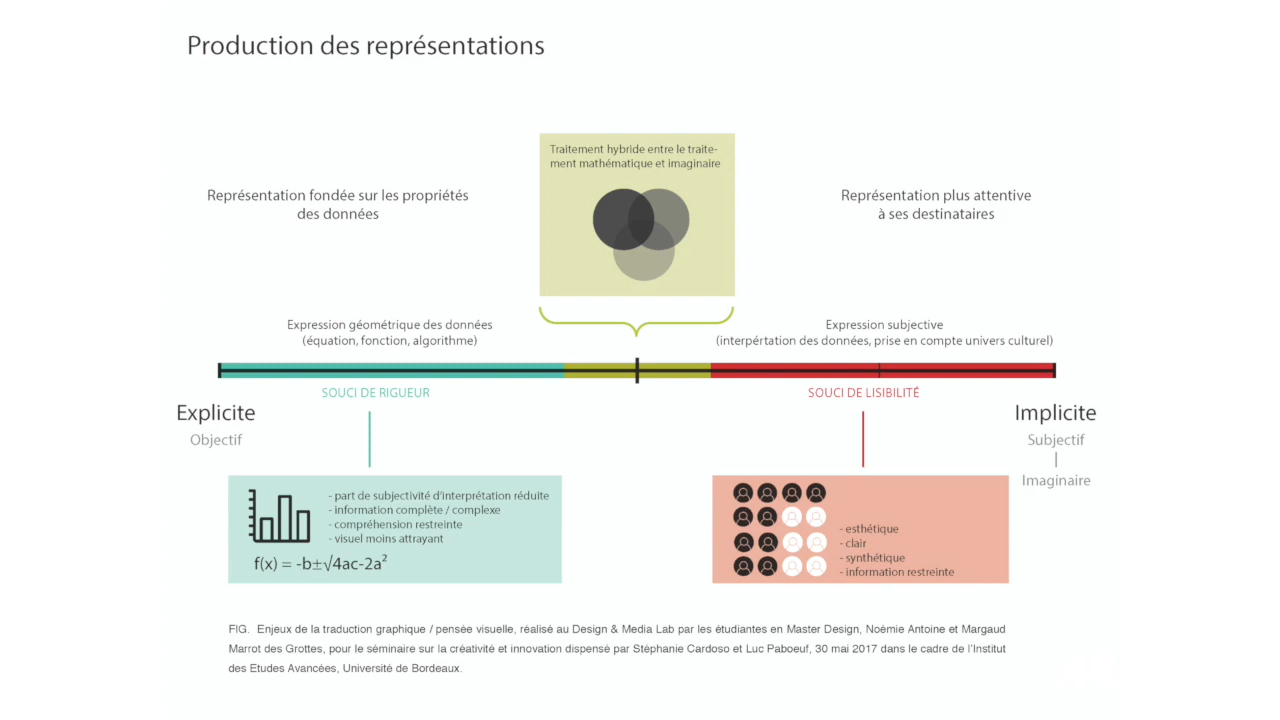 Production des représentations
Traitement hybride entre le traite-
ment mathématique et imaginaire
Représentation fondée sur les propriétés
des données
Représentation plus attentive
à ses destinataires
Expression géométrique des données
(équation, fonction, algorithme)
Expression subjective
(interpértation des données, prise en compte univers culturel)
SOUCI DE RIGUEUR
SOUCI DE LISIBILITÉ
Explicite
Objectif
Implicite
Subjectif
Imaginaire
- part de subjectivité d'interprétation réduite
- information complète / complexe
- compréhension restreinte
- visuel moins attrayant
f(x) = -b±√4ac-2a²
- esthétique
- clair
- synthétique
- information restreinte
FIG. Enjeux de la traduction graphique / pensée visuelle, réalisé au Design & Media Lab par les étudiantes en Master Design, Noémie Antoine et Margaud
Marrot des Grottes, pour le séminaire sur la créativité et innovation dispensé par Stéphanie Cardoso et Luc Paboeuf, 30 mai 2017 dans le cadre de l'Institut
des Etudes Avancées, Université de Bordeaux.